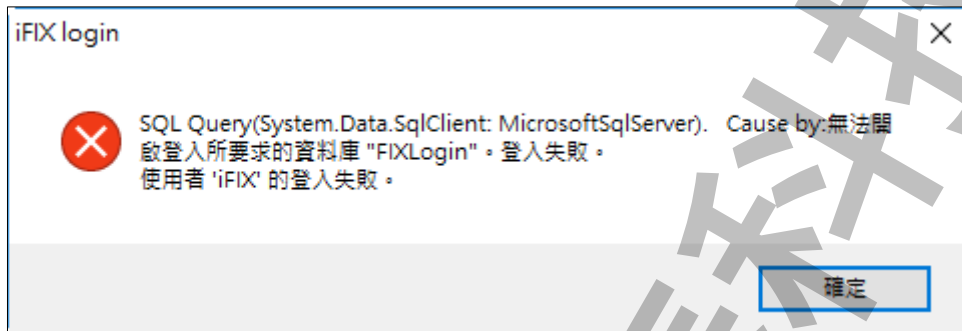 iFIX login
SQL Query(System.Data.SqlClient: MicrosoftSqlServer).   Cause by:無法開
啟登入所要求的資料庫 "FIXLogin"。登入失敗。
使用者 'iFIX' 的登入失敗。
確定